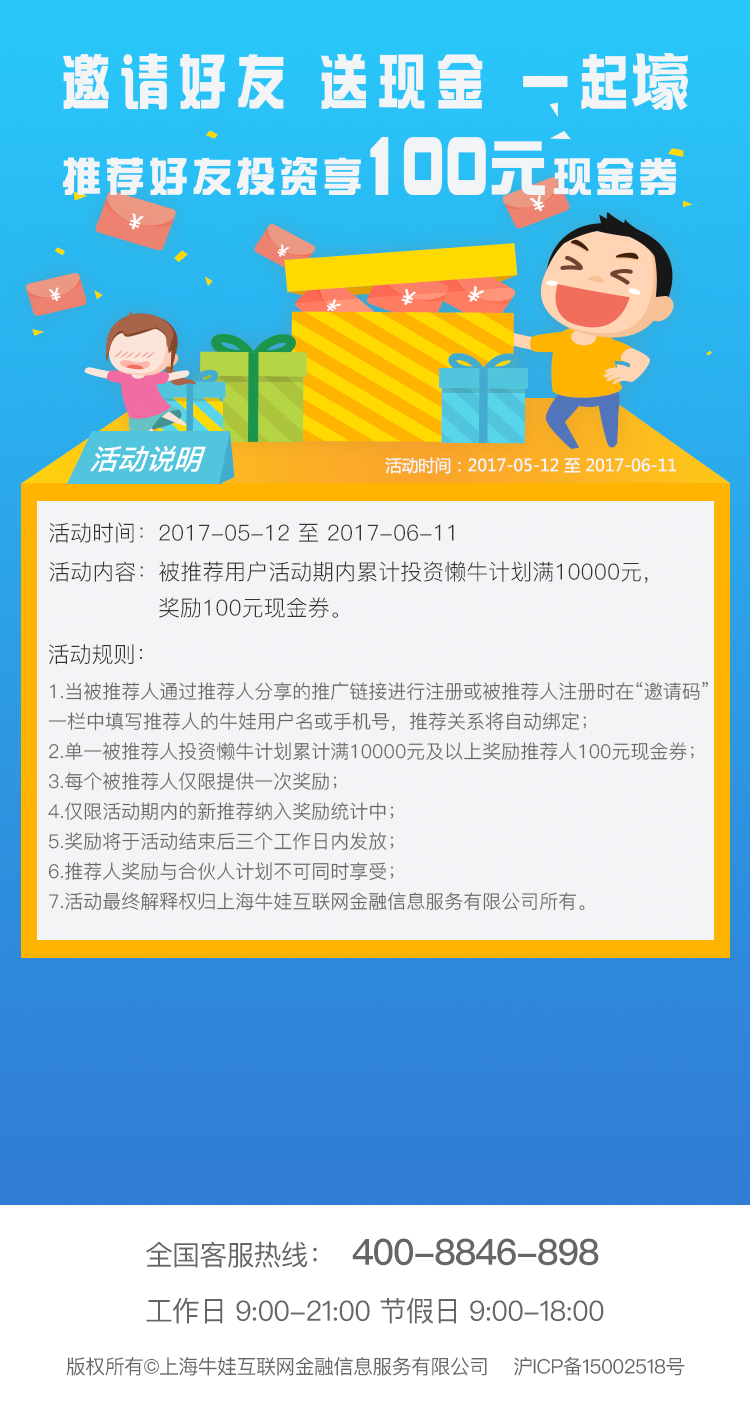 邀请好友 送现金 一起壕
推荐好友投资享100元现金券
¥
¥
¥
¥
¥
¥
¥
活动说明
活动时间：2017-05-12 至 2017-06-11
活动时间： 2017-05-12 至 2017-06-11
活动内容： 被推荐用户活动期内累计投资懒牛计划满10000元，
奖励100元现金券。
活动规则：
1.当被推荐人通过推荐人分享的推广链接进行注册或被推荐人注册时在“邀请码”
一栏中填写推荐人的牛娃用户名或手机号，推荐关系将自动绑定；
2.单一被推荐人投资懒牛计划累计满10000元及以上奖励推荐人100元现金券；
3.每个被推荐人仅限提供一次奖励；
4.仅限活动期内的新推荐纳入奖励统计中；
5.奖励将于活动结束后三个工作日内发放；
6.推荐人奖励与合伙人计划不可同时享受；
7.活动最终解释权归上海牛娃互联网金融信息服务有限公司所有。
全国客服热线： 400-8846-898
工作日 9:00-21:00 节假日 9:00-18:00
版权所有©上海牛娃互联网金融信息服务有限公司 沪ICP备15002518号